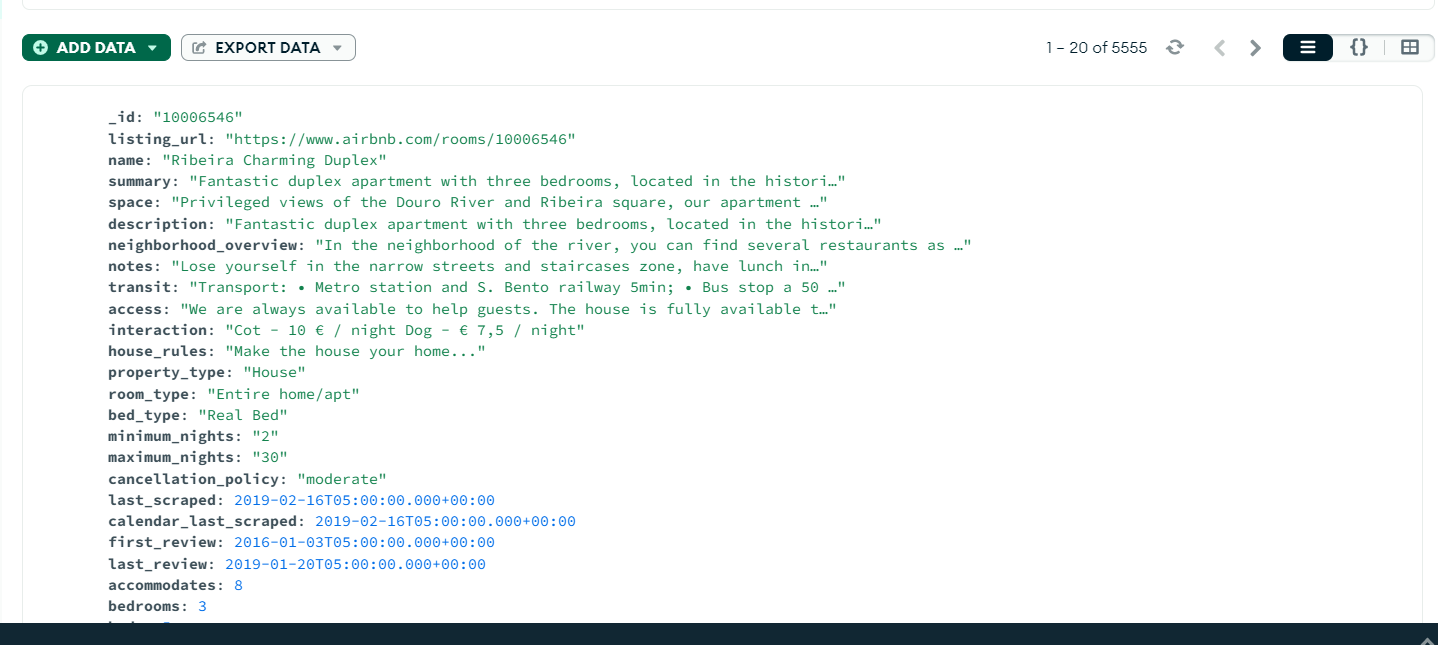 ADD DATA EXPORT DATA 1 – 20 of 5555 {}
_id: "10006546"
listing_url: "https://www.airbnb.com/rooms/10006546"
name: "Ribeira Charming Duplex"
summary: "Fantastic duplex apartment with three bedrooms, located in the histori…"
space: "Privileged views of the Douro River and Ribeira square, our apartment …"
description: "Fantastic duplex apartment with three bedrooms, located in the histori…"
neighborhood_overview: "In the neighborhood of the river, you can find several restaurants as …"
notes: "Lose yourself in the narrow streets and staircases zone, have lunch in…"
transit: "Transport: • Metro station and S. Bento railway 5min; • Bus stop a 50 …"
access: "We are always available to help guests. The house is fully available t…"
interaction: "Cot - 10 € / night Dog - € 7,5 / night"
house_rules: "Make the house your home..."
property_type: "House"
room_type: "Entire home/apt"
bed_type: "Real Bed"
minimum_nights: "2"
maximum_nights: "30"
cancellation_policy: "moderate"
last_scraped: 2019-02-16T05:00:00.000+00:00
calendar_last_scraped: 2019-02-16T05:00:00.000+00:00
first_review: 2016-01-03T05:00:00.000+00:00
last_review: 2019-01-20T05:00:00.000+00:00
accommodates: 8
bedrooms: 3